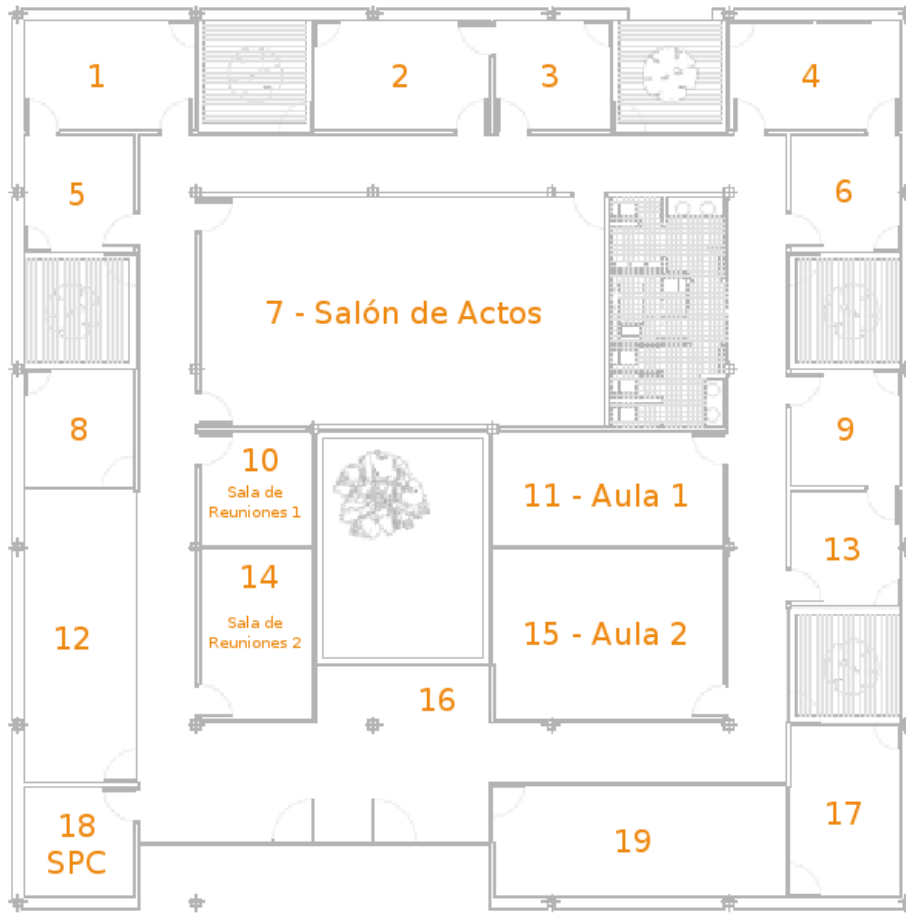 1
2
3
4
5
6
7 - Salón de Actos
8
9
10
Sala de
Reuniones 1
11 - Aula 1
12
13
14
Sala de
Reuniones 2
15 - Aula 2
16
17
18
SPC
19